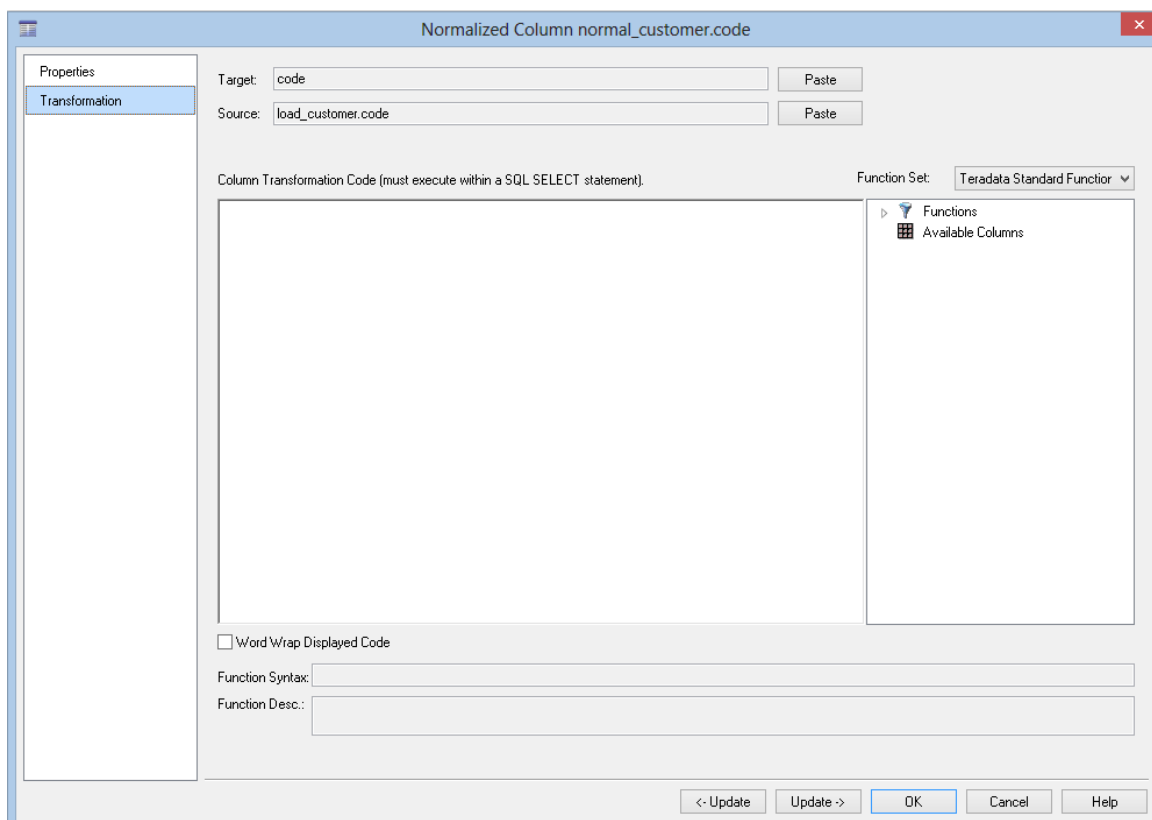 Normalized Column normal_customer.code
Properties
Transformation
Target: code Paste
Source: load_customer.code Paste
Column Transformation Code (must execute within a SQL SELECT statement). Function Set: Teradata Standard Functior
Functions
Available Columns
Word Wrap Displayed Code
Function Syntax:
Function Desc.:
<- Update Update -> OK Cancel Help